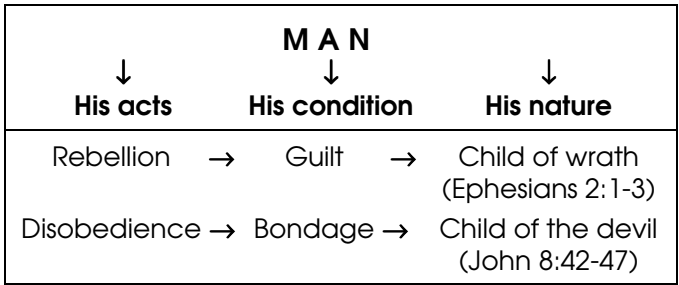 M A N
↓ ↓ ↓
His acts His condition His nature
Rebellion → Guilt → Child of wrath
(Ephesians 2:1-3)
Disobedience → Bondage → Child of the devil
(John 8:42-47)